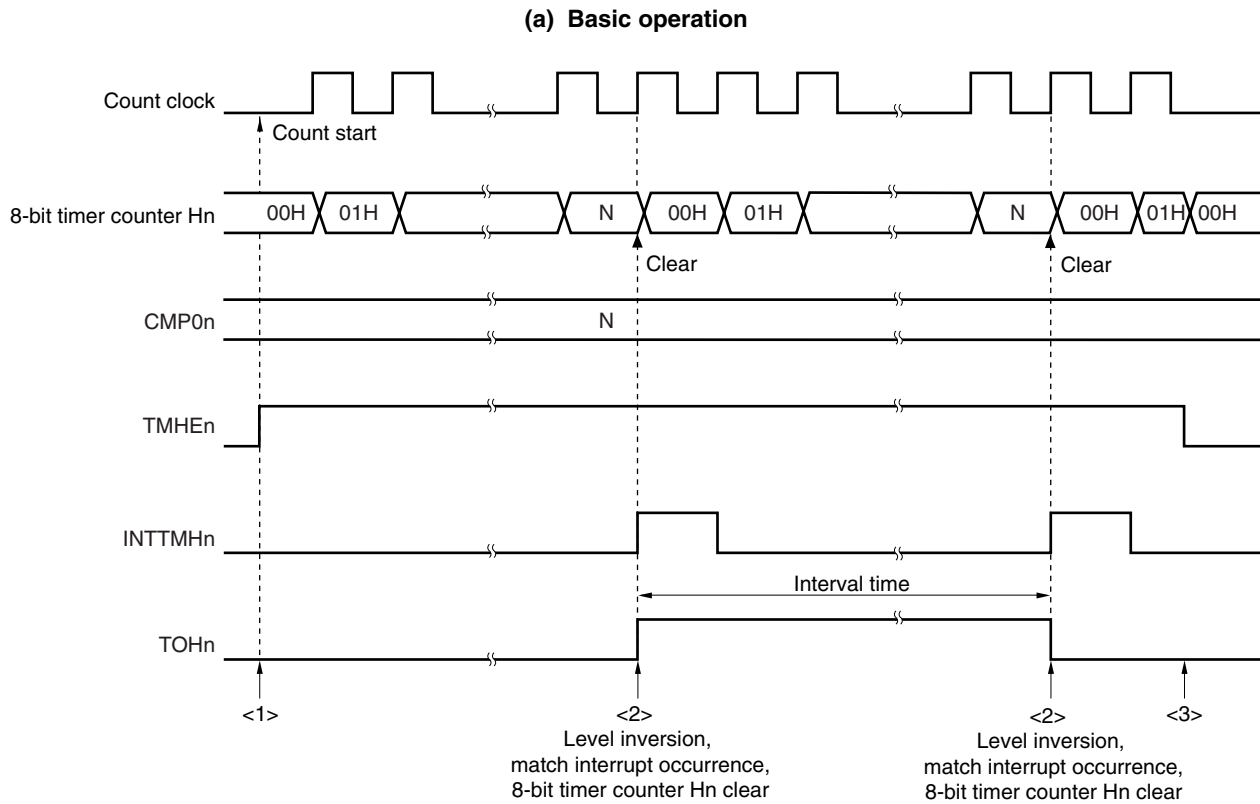 (a) Basic operation
Count clock
Count start
8-bit timer counter Hn
00H 01H N 00H 01H N 00H 01H 00H
Clear Clear
CMP0n N
TMHEn
INTTMHn
Interval time
TOHn
<1> <2> <2> <3>
Level inversion,
match interrupt occurrence,
8-bit timer counter Hn clear
Level inversion,
match interrupt occurrence,
8-bit timer counter Hn clear